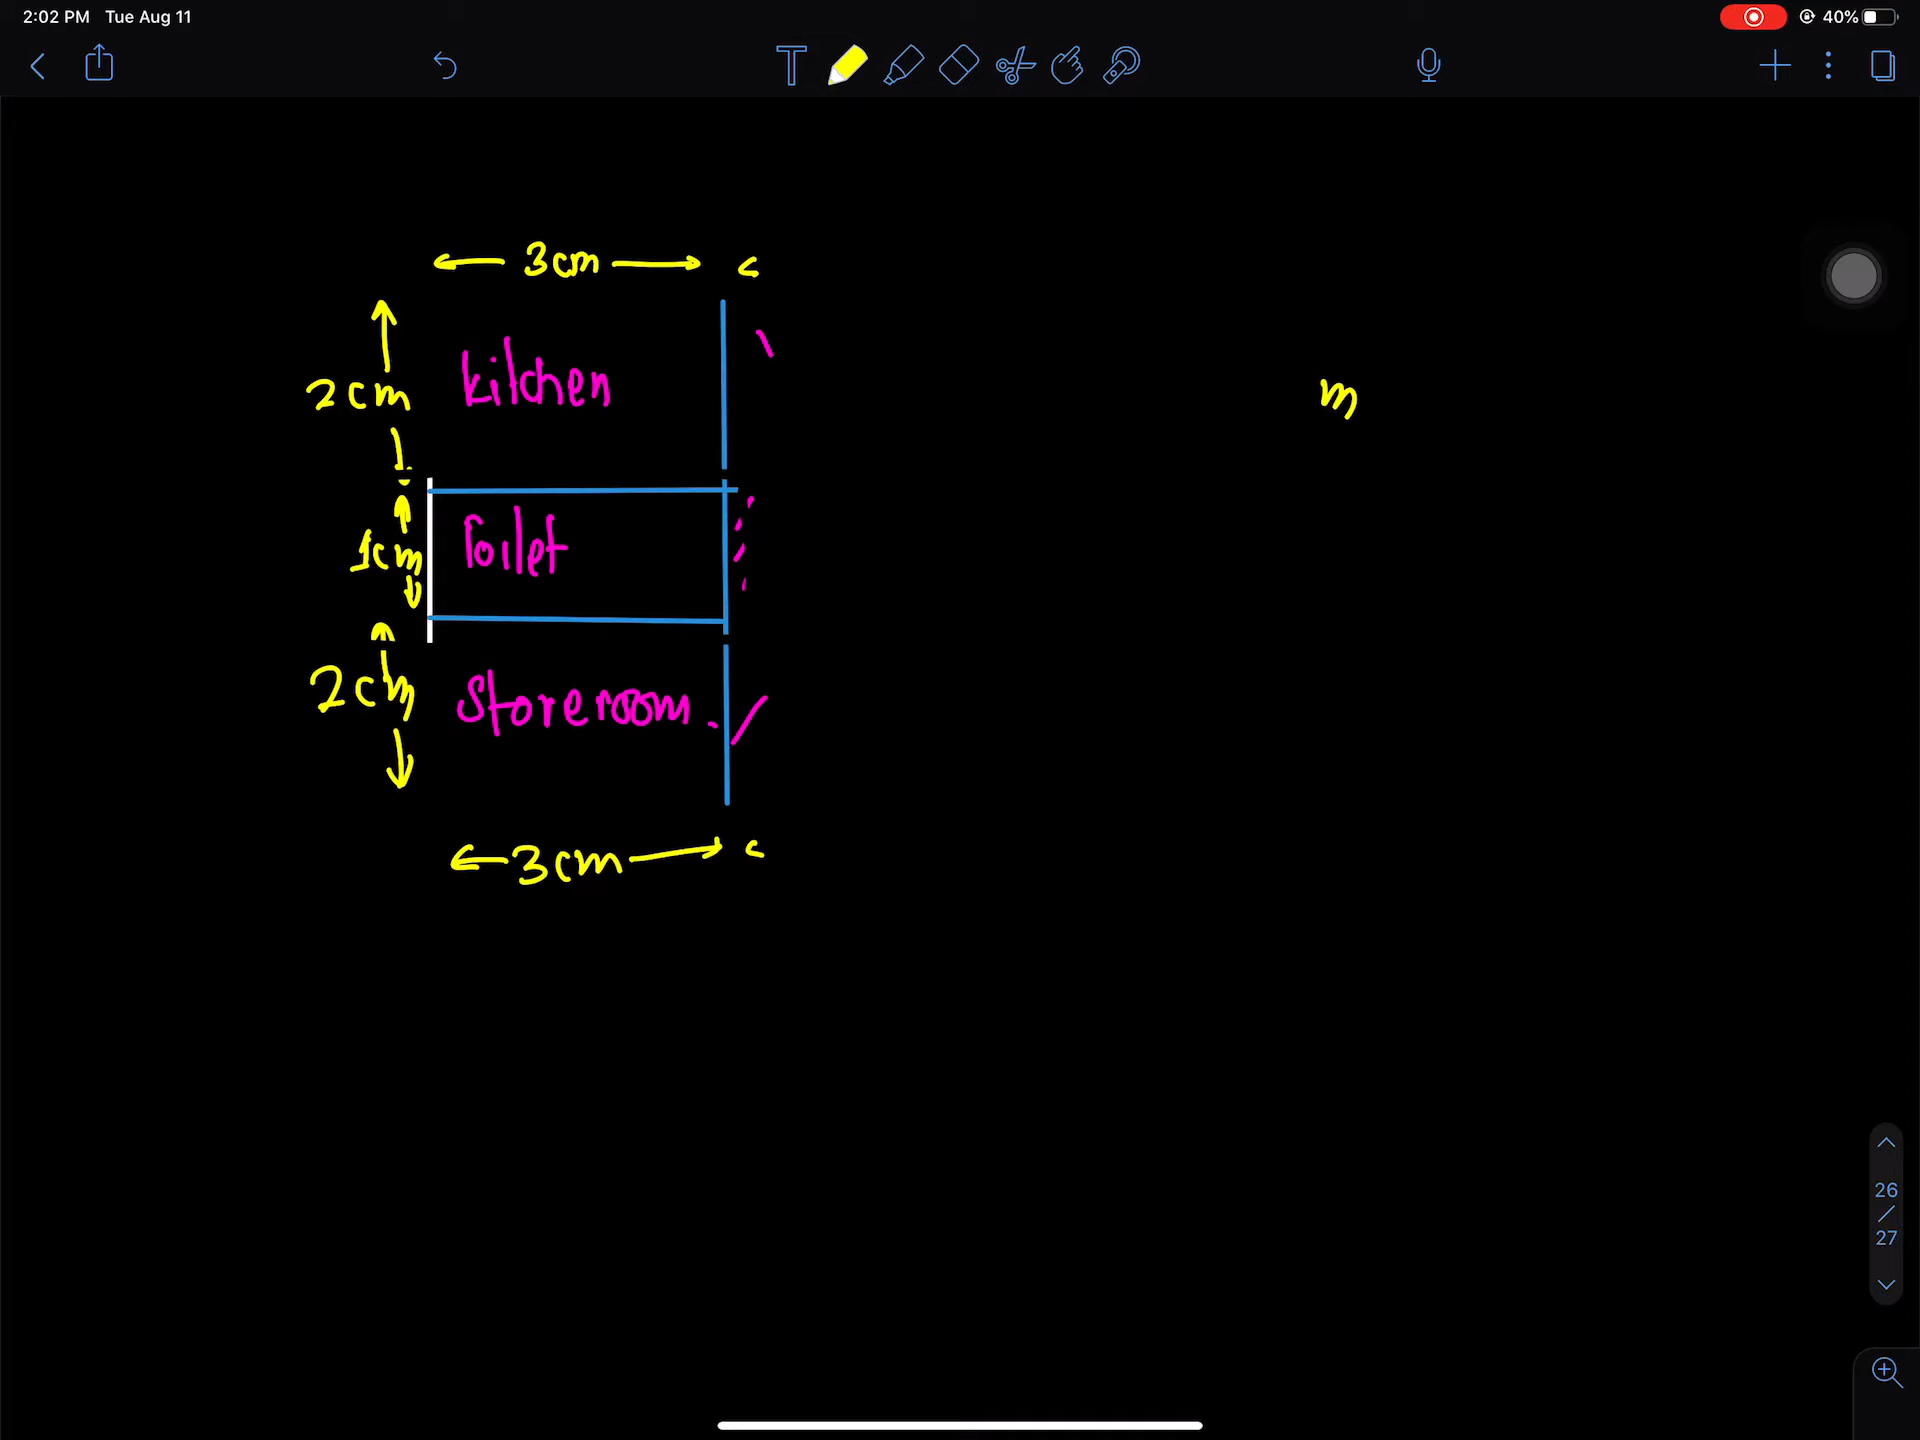 2:02 PM Tue Aug 11
40%
3cm
kitchen
2cm
m
Toilet
1cm
Storeroom
2cm
3cm
26
/
27